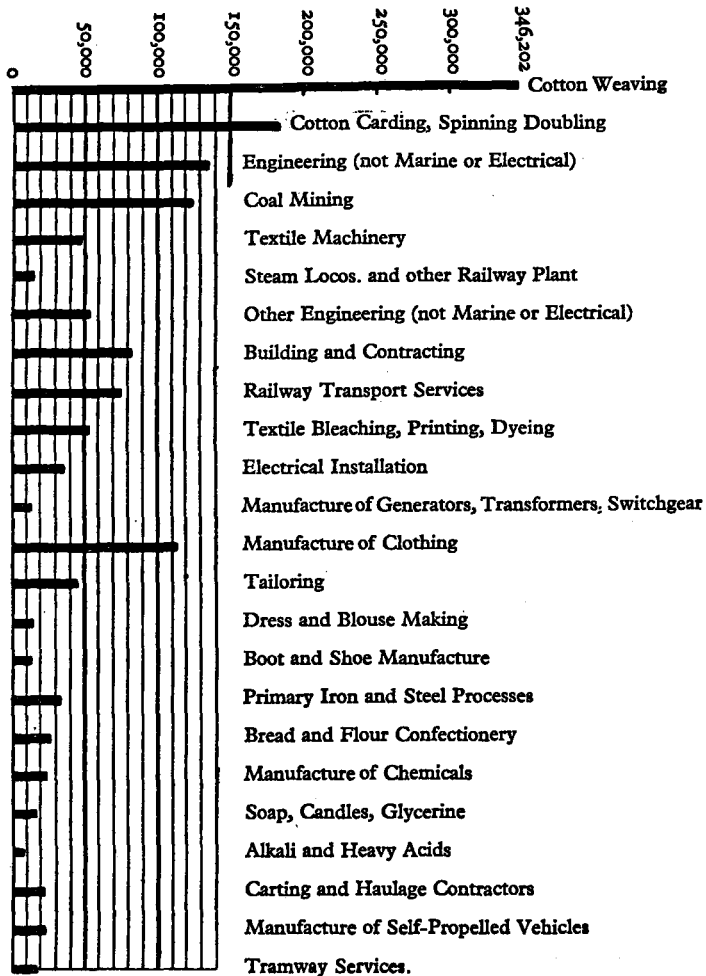 0
50,000
100,000
150,000
200,000
250,000
300,000
346,202
Cotton Weaving
Cotton Carding, Spinning Doubling
Engineering (not Marine or Electrical)
Coal Mining
Textile Machinery
Steam Locos. and other Railway Plant
Other Engineering (not Marine or Electrical)
Building and Contracting
Railway Transport Services
Textile Bleaching, Printing, Dyeing
Electrical Installation
Manufacture of Generators, Transformers, Switchgear
Manufacture of Clothing
Tailoring
Dress and Blouse Making
Boot and Shoe Manufacture
Primary Iron and Steel Processes
Bread and Flour Confectionery
Manufacture of Chemicals
Soap, Candles, Glycerine
Alkali and Heavy Acids
Carting and Haulage Contractors
Manufacture of Self-Propelled Vehicles
Tramway Services.